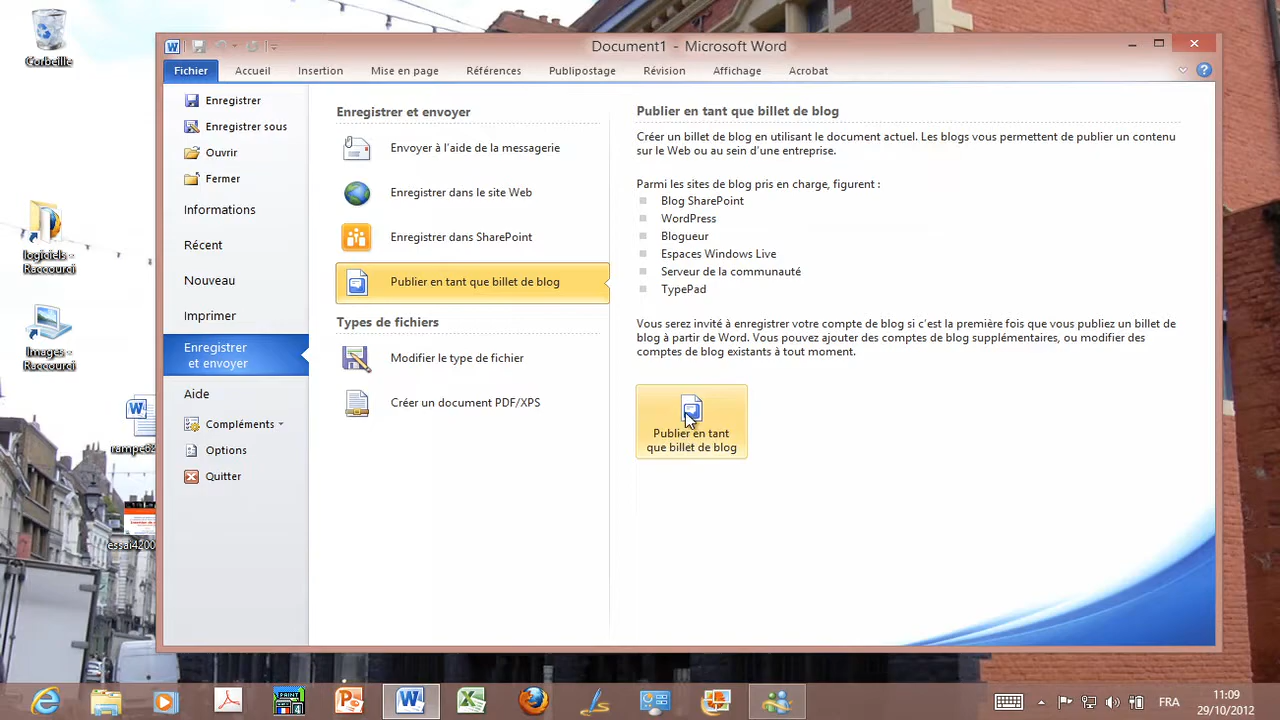 Corbeille
Document1 - Microsoft Word
Fichier Accueil Insertion Mise en page Références Publipostage Révision Affichage Acrobat
Enregistrer
Enregistrer sous
Ouvrir
Fermer
Informations
Récent
Nouveau
Imprimer
Enregistrer
et envoyer
Aide
Compléments
Options
Quitter
Enregistrer et envoyer
Envoyer à l'aide de la messagerie
Enregistrer dans le site Web
Enregistrer dans SharePoint
Publier en tant que billet de blog
Types de fichiers
Modifier le type de fichier
Créer un document PDF/XPS
Publier en tant que billet de blog
Créer un billet de blog en utilisant le document actuel. Les blogs vous permettent de publier un contenu
sur le Web ou au sein d'une entreprise.
Parmi les sites de blog pris en charge, figurent :
Blog SharePoint
WordPress
Blogueur
Espaces Windows Live
Serveur de la communauté
TypePad
Vous serez invité à enregistrer votre compte de blog si c'est la première fois que vous publiez un billet de
blog à partir de Word. Vous pouvez ajouter des comptes de blog supplémentaires, ou modifier des
comptes de blog existants à tout moment.
Publier en tant
que billet de blog
logiciels -
Raccourci
Images -
Raccourci
essai4200
FRA
11:09
29/10/2012